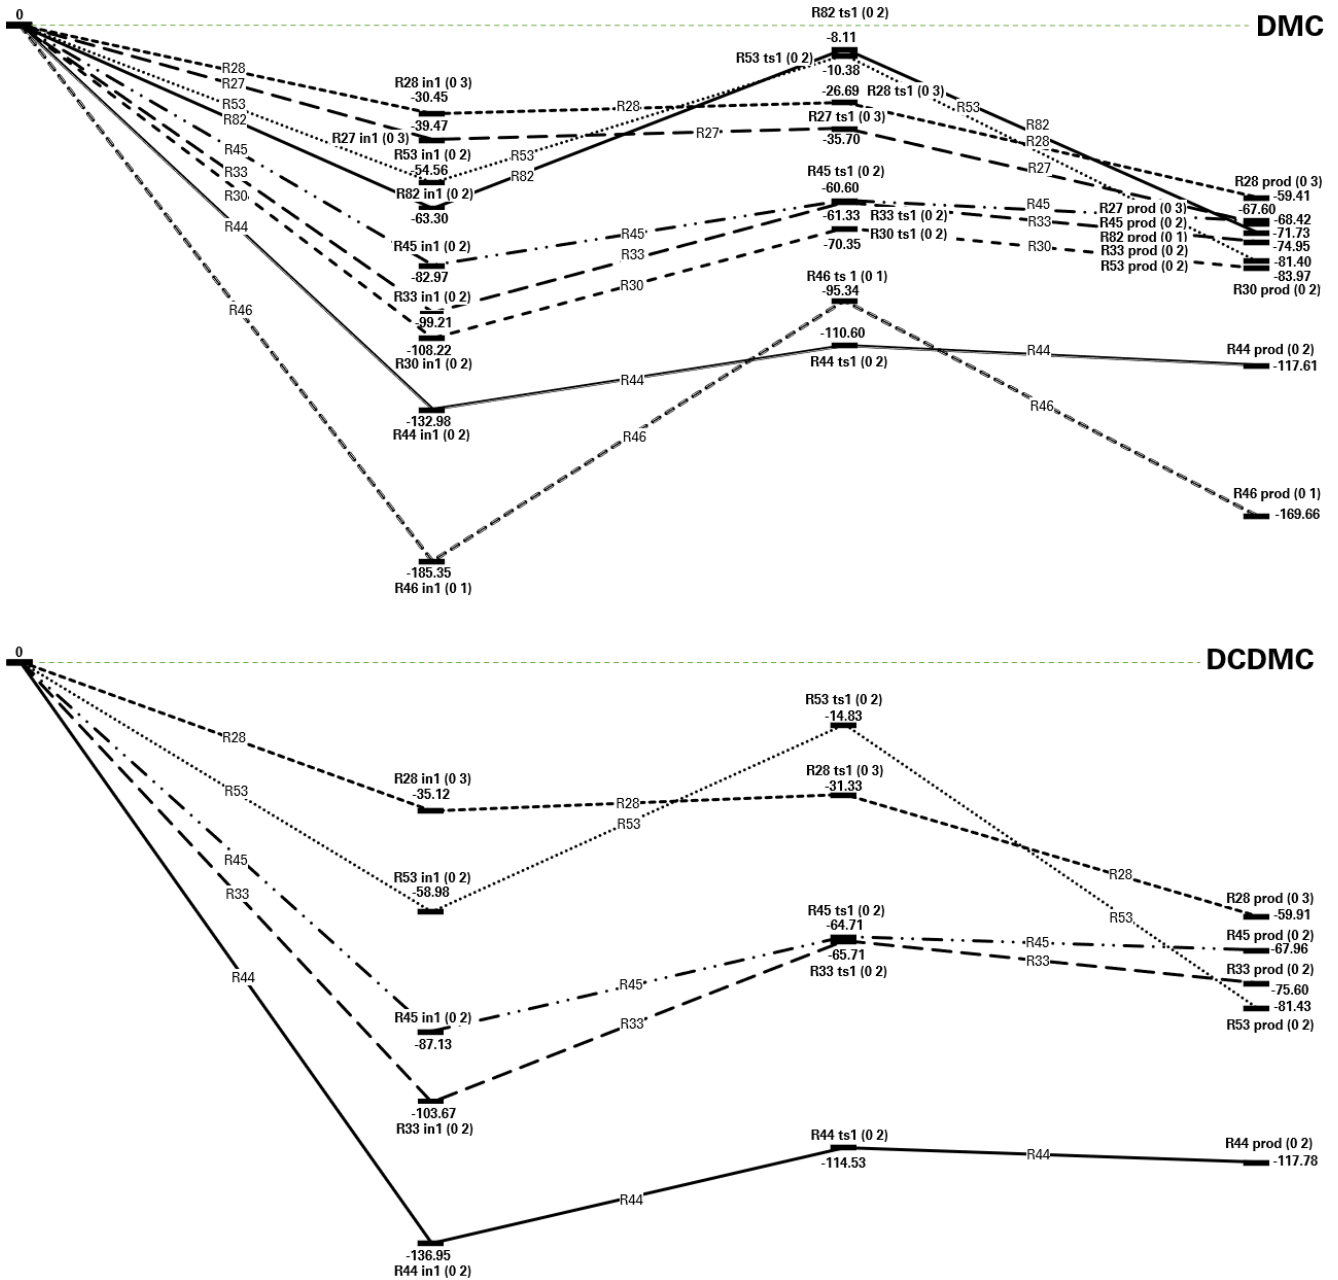 0
DMC
R82 ts1 (0 2)
-8.11
R53 ts1 (0 2)
-10.38
-26.69
R28 ts1 (0 3)
R27 ts1 (0 3)
-35.70
R28
R27
R53
R82
R45
R33
R30
R44
R46
R28 in1 (0 3)
-30.45
-39.47
R27 in1 (0 3)
R53 in1 (0 2)
-54.56
R82 in1 (0 2)
-63.30
R45 in1 (0 2)
-82.97
R33 in1 (0 2)
-99.21
-108.22
R30 in1 (0 2)
-132.98
R44 in1 (0 2)
-185.35
R46 in1 (0 1)
R28
R27
R53
R82
R45
R33
R30
R44
R46
R45 ts1 (0 2)
-60.60
-61.33
R33 ts1 (0 2)
R30 ts1 (0 2)
-70.35
R46 ts 1 (0 1)
-95.34
-110.60
R44 ts1 (0 2)
R53
R82
R28
R27
R45
R33
R30
R44
R46
R28 prod (0 3)
-59.41
R27 prod (0 3)
-67.60
R45 prod (0 2)
-68.42
R82 prod (0 1)
-71.73
R33 prod (0 2)
-74.95
R53 prod (0 2)
-81.40
-83.97
R30 prod (0 2)
R44 prod (0 2)
-117.61
R46 prod (0 1)
-169.66
0
DCDMC
R28
R53
R45
R33
R44
R28 in1 (0 3)
-35.12
R53 in1 (0 2)
-58.98
R45 in1 (0 2)
-87.13
-103.67
R33 in1 (0 2)
-136.95
R44 in1 (0 2)
R28
R53
R45
R33
R44
R53 ts1 (0 2)
-14.83
R28 ts1 (0 3)
-31.33
R45 ts1 (0 2)
-64.71
-65.71
R33 ts1 (0 2)
R44 ts1 (0 2)
-114.53
R28
R53
R45
R33
R44
R28 prod (0 3)
-59.91
R45 prod (0 2)
-67.96
R33 prod (0 2)
-75.60
-81.43
R53 prod (0 2)
R44 prod (0 2)
-117.78